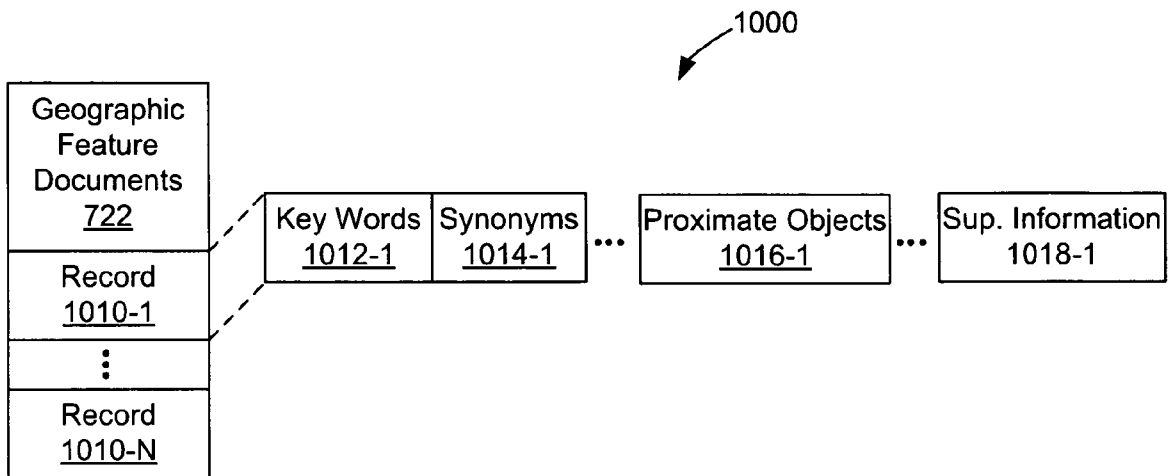 1000
Geographic
Feature
Documents
722
Record
1010-1
Record
1010-N
Key Words
1012-1
Synonyms
1014-1
Proximate Objects
1016-1
Sup. Information
1018-1